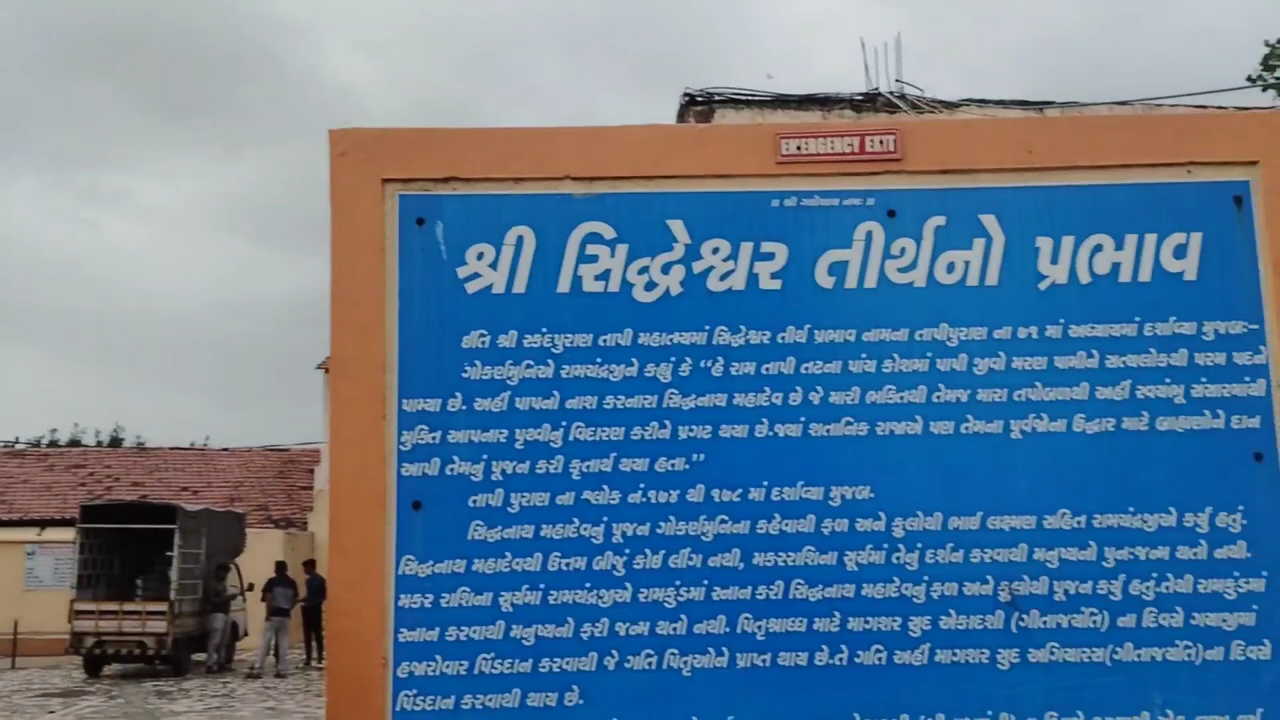 EMERGENCY EXIT
॥ શ્રી ગણેશાય નમઃ ॥
શ્રી સિદ્ધેશ્વર તીર્થનો પ્રભાવ
ઈતિ શ્રી સ્કંદપુરાણ તાપી મહાત્મ્યમાં સિદ્ધેશ્વર તીર્થ પ્રભાવ નામના તાપીપુરાણ ના ૭૧ માં અધ્યાયમાં દર્શાવ્યા મુજબઃ-
ગોકર્ણમુનિએ રામચંદ્રજીને કહ્યું કે “હે રામ તાપી તટના પાંચ કોશમાં પાપી જીવો મરણ પામીને સત્યલોકથી પરમ પદને
પામ્યા છે. અહીં પાપનો નાશ કરનારા સિદ્ધનાથ મહાદેવ છે જે મારી ભક્તિથી તેમજ મારા તપોબળથી અહીં સ્વયંભૂ સંસારમાંથી
મુક્તિ આપનાર પૃથ્વીનું વિદારણ કરીને પ્રગટ થયા છે.જ્યાં શતાનિક રાજાએ પણ તેમના પૂર્વજોના ઉદ્ધાર માટે બ્રાહ્મણોને દાન
આપી તેમનું પૂજન કરી કૃતાર્થ થયા હતા.”
તાપી પુરાણ ના શ્લોક નં.૧૭૪ થી ૧૭૮ માં દર્શાવ્યા મુજબ.
સિદ્ધનાથ મહાદેવનું પૂજન ગોકર્ણમુનિના કહેવાથી ફળ અને ફુલોથી ભાઈ લક્ષ્મણ સહિત રામચંદ્રજીએ કર્યું હતું.
સિદ્ધનાથ મહાદેવથી ઉત્તમ બીજું કોઈ લીંગ નથી, મકરરાશિના સૂર્યમાં તેનું દર્શન કરવાથી મનુષ્યનો પુનઃજન્મ થતો નથી.
મકર રાશિના સૂર્યમાં રામચંદ્રજીએ રામકુંડમાં સ્નાન કરી સિદ્ધનાથ મહાદેવનું ફળ અને ફુલોથી પૂજન કર્યું હતું.તેથી રામકુંડમાં
સ્નાન કરવાથી મનુષ્યનો ફરી જન્મ થતો નથી. પિતૃશ્રાધ્ધ માટે માગશર સુદ એકાદશી (ગીતાજયંતિ) ના દિવસે ગયાજીમાં
હજારોવાર પિંડદાન કરવાથી જે ગતિ પિતૃઓને પ્રાપ્ત થાય છે.તે ગતિ અહીં માગશર સુદ અગિયારસ(ગીતાજયંતિ)ના દિવસે
પિંડદાન કરવાથી થાય છે.